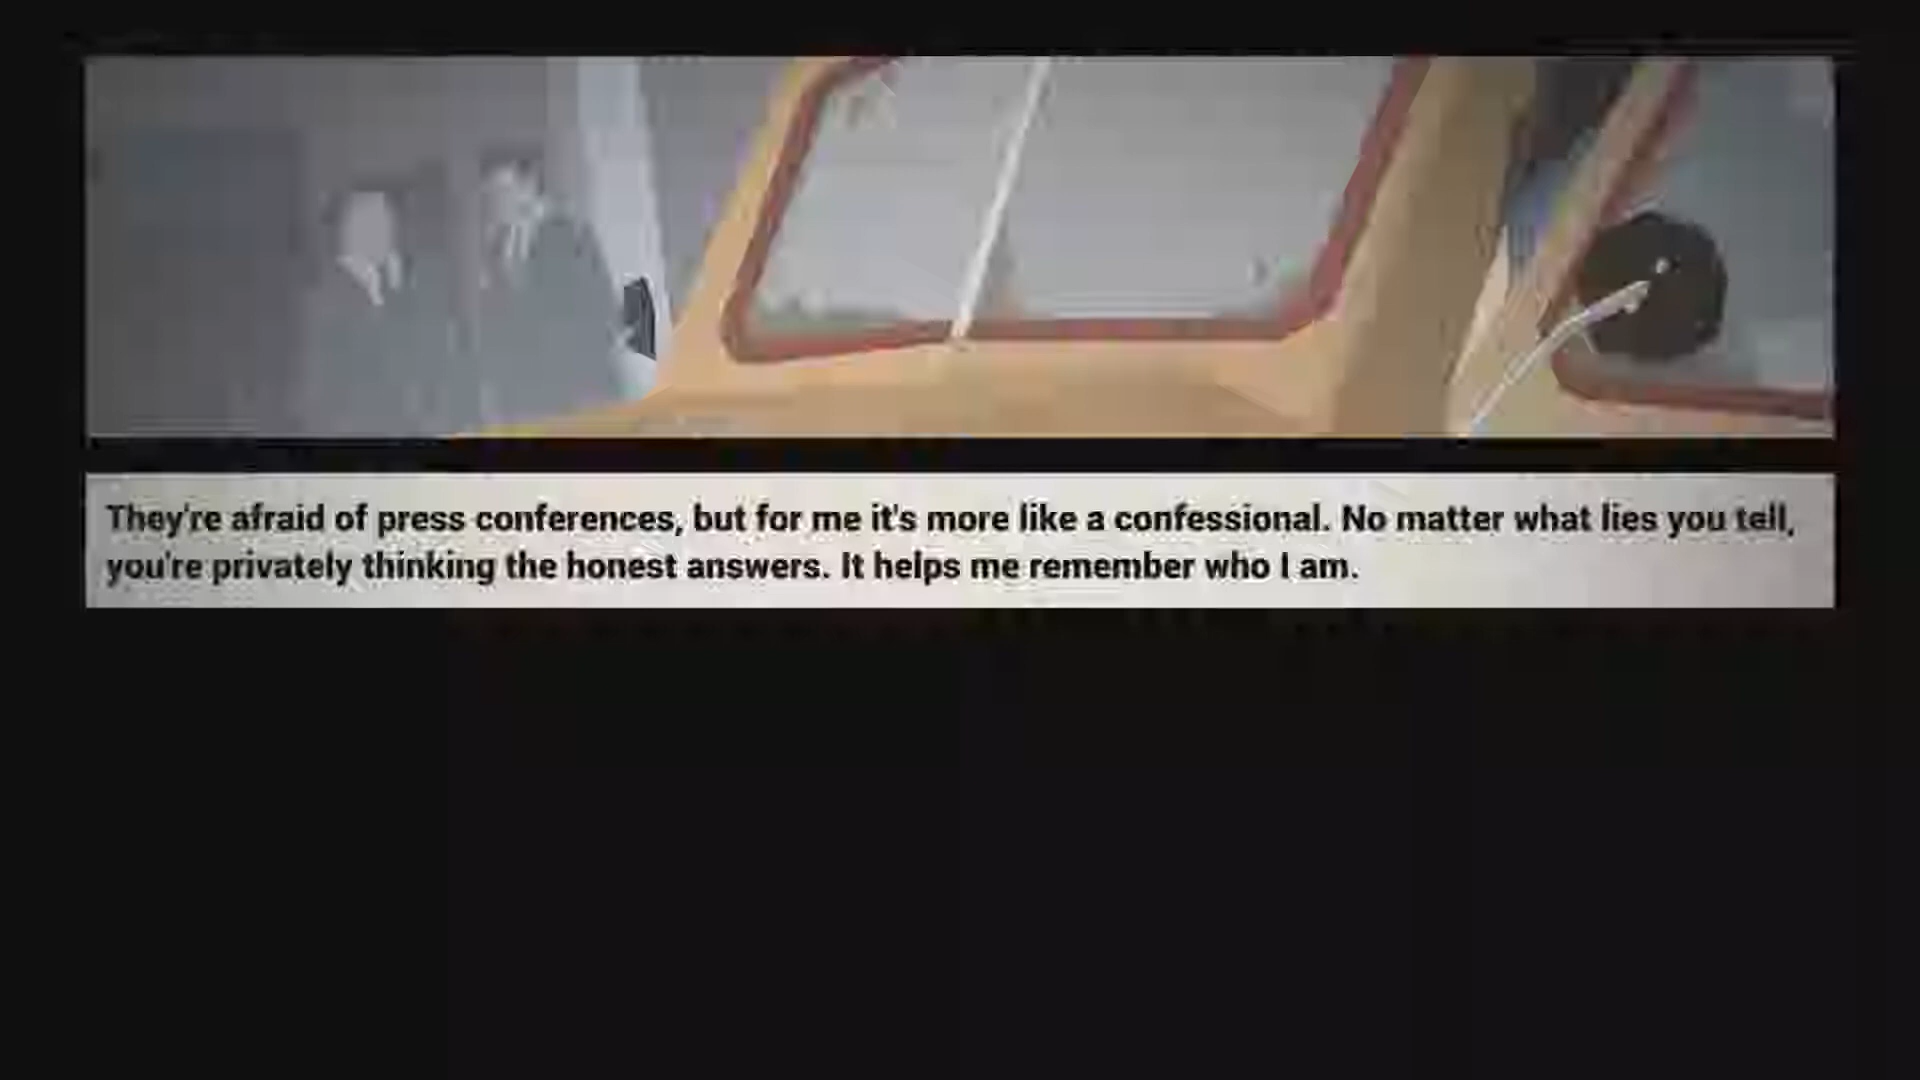 They're afraid of press conferences, but for me it's more like a confessional. No matter what lies you tell,
you're privately thinking the honest answers. It helps me remember who I am.